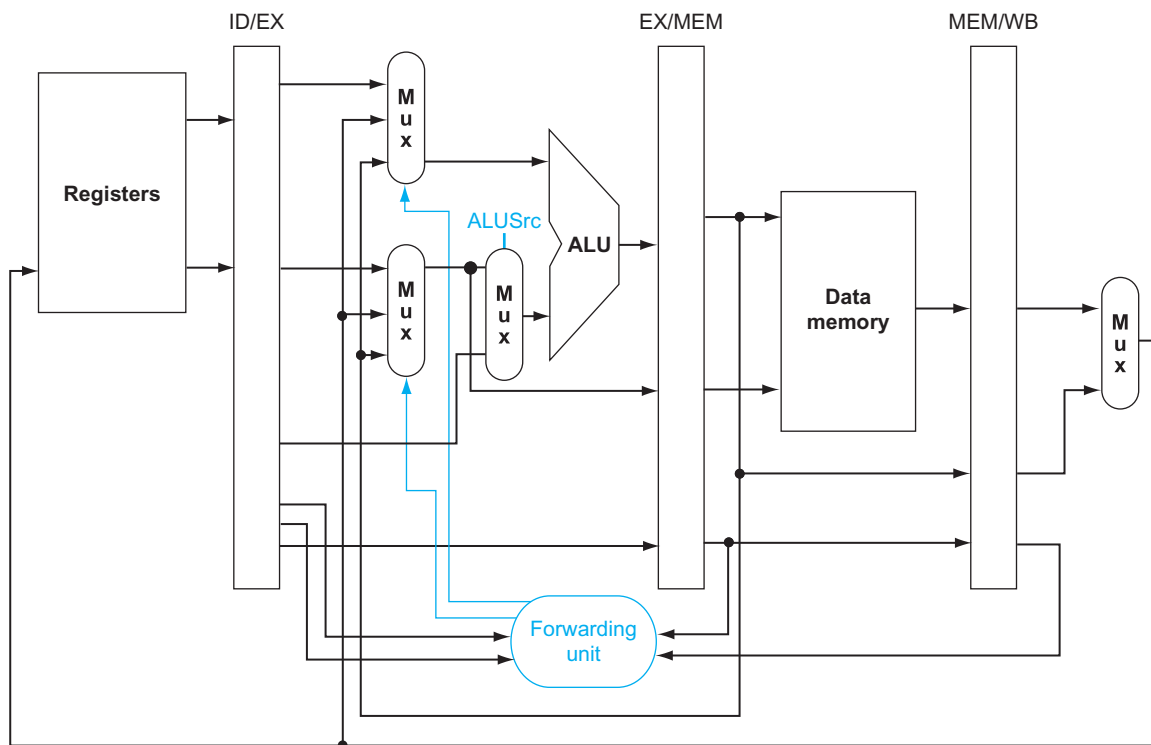 ID/EX
EX/MEM
MEM/WB
M
u
x
Registers
ALUSrc
M
u
x
M
u
x
ALU
Data
memory
M
u
x
Forwarding
unit